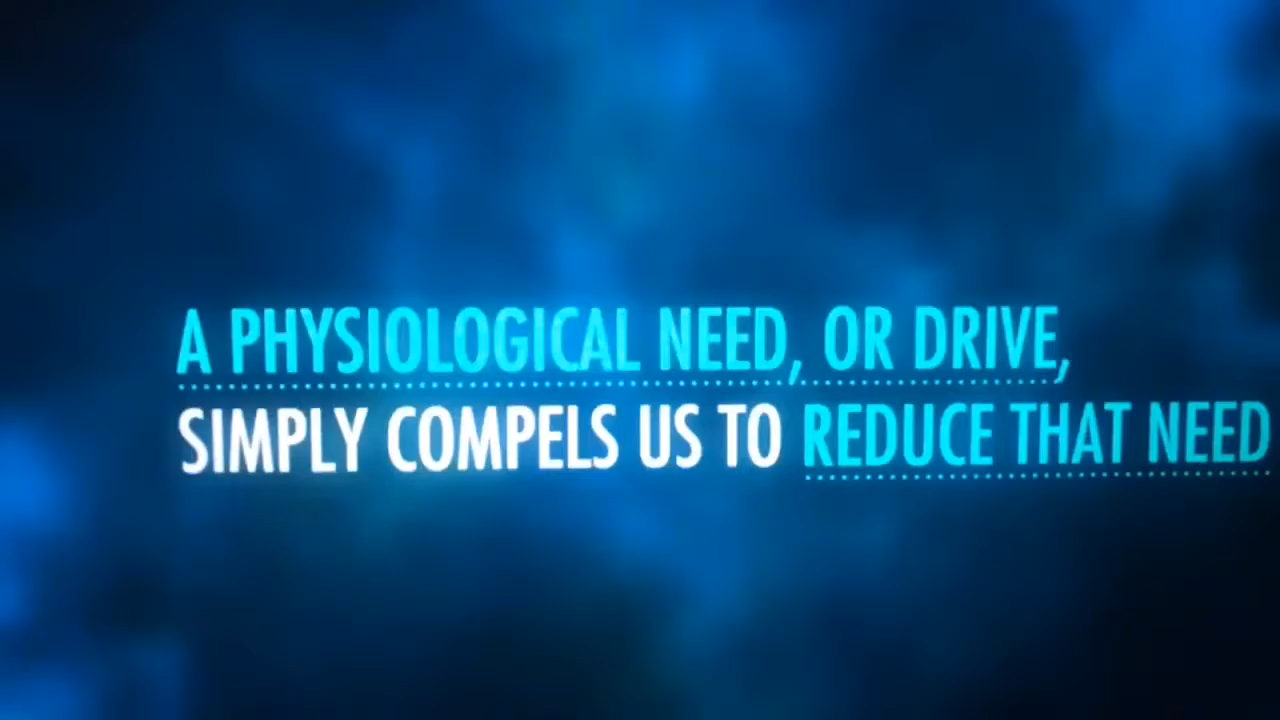 A PHYSIOLOGICAL NEED, OR DRIVE,
SIMPLY COMPELS US TO REDUCE THAT NEED